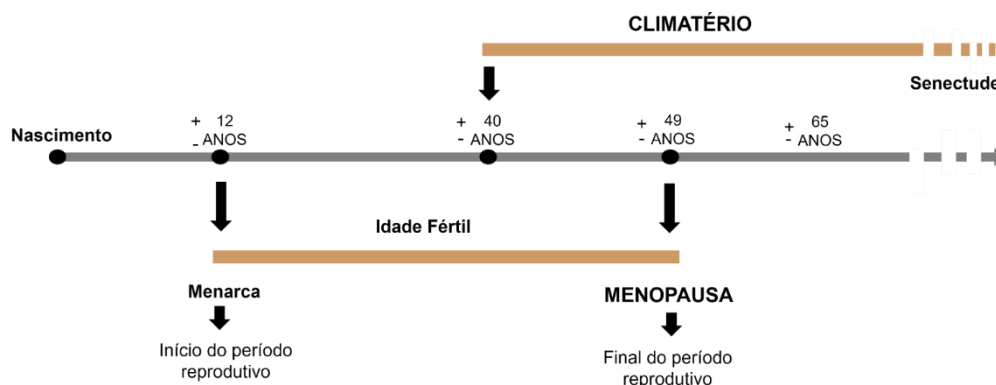 CLIMATÉRIO
Senectude
Nascimento
+ 12
- ANOS
+ 40
- ANOS
+ 49
- ANOS
+ 65
- ANOS
Idade Fértil
Menarca
MENOPAUSA
Início do período
reprodutivo
Final do período
reprodutivo